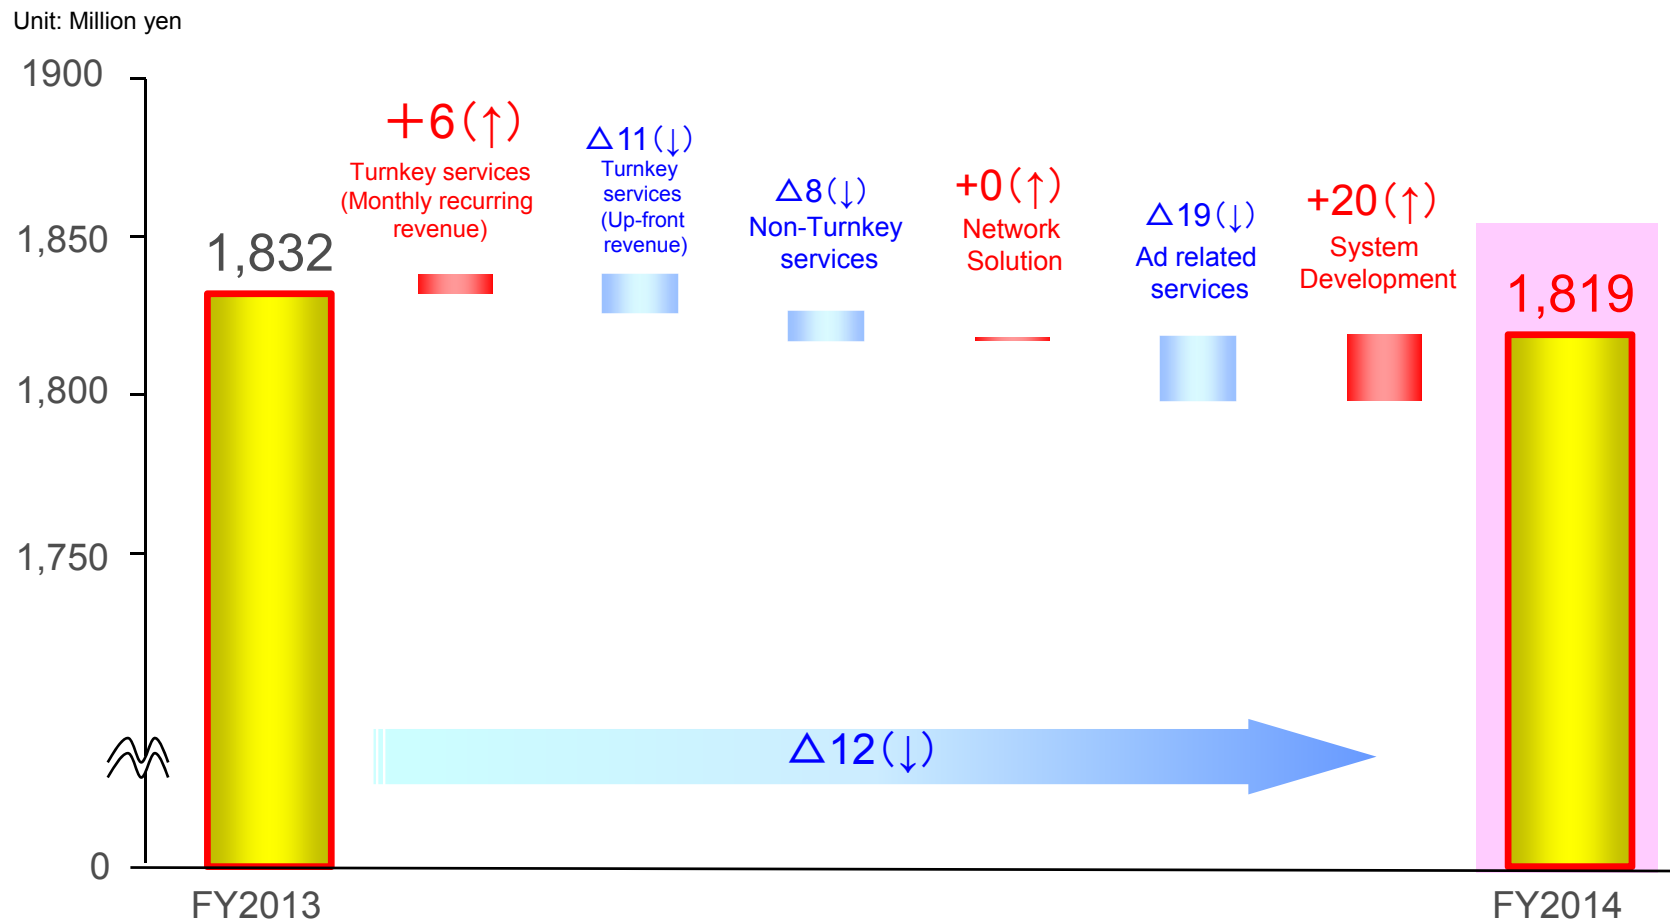 Unit: Million yen
1900
1,850
1,800
1,750
0
1,832
+6(↑)
Turnkey services
(Monthly recurring
revenue)
△11(↓)
Turnkey
services
(Up-front
revenue)
△8(↓)
Non-Turnkey
services
+0(↑)
Network
Solution
△19(↓)
Ad related
services
+20(↑)
System
Development
1,819
△12(↓)
FY2013
FY2014